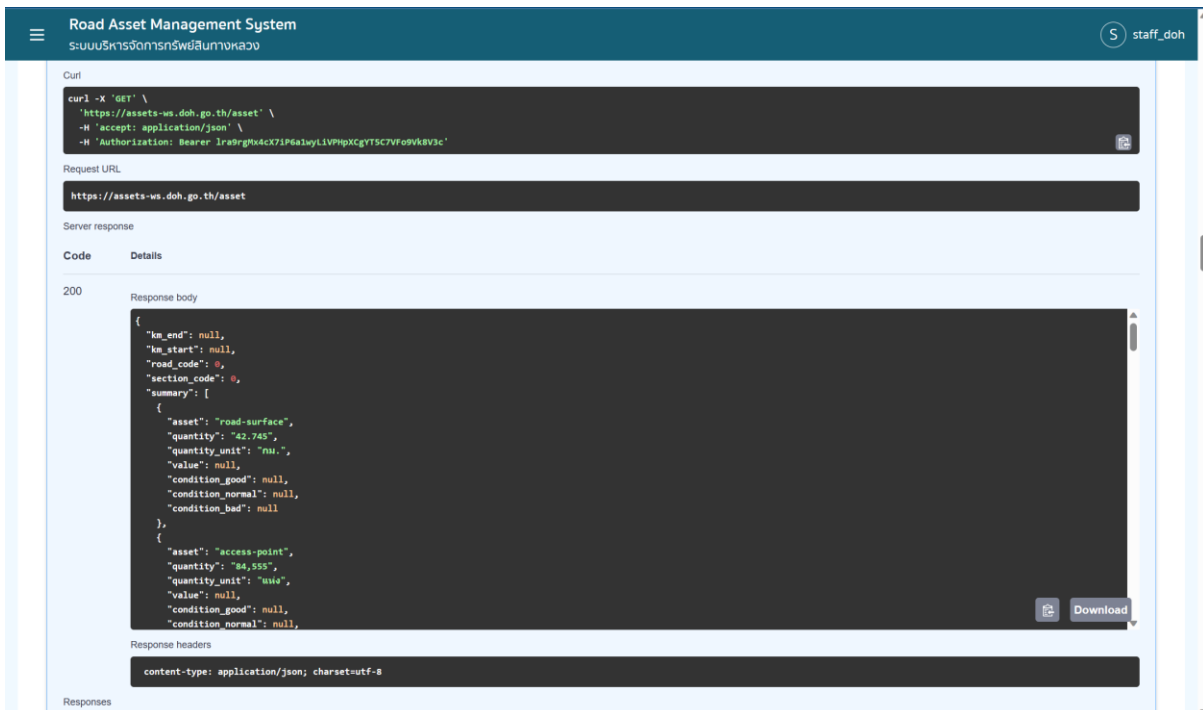 Road Asset Management System
ระบบบริหารจัดการทรัพย์สินทางหลวง
S staff_doh
Curl
curl -X 'GET' \
'https://assets-ws.doh.go.th/asset' \
-H 'accept: application/json' \
-H 'Authorization: Bearer lra9rgMx4cX7iP6a1wyLiVPHpXCgYT5C7VFo9Vk8V3c'
Request URL
https://assets-ws.doh.go.th/asset
Server response
Code Details
200
Response body
{
"km_end": null,
"km_start": null,
"road_code": 0,
"section_code": 0,
"summary": [
{
"asset": "road-surface",
"quantity": "42.745",
"quantity_unit": "กม.",
"value": null,
"condition_good": null,
"condition_normal": null,
"condition_bad": null
},
{
"asset": "access-point",
"quantity": "84,555",
"quantity_unit": "แห่ง",
"value": null,
"condition_good": null,
"condition_normal": null,
Download
Response headers
content-type: application/json; charset=utf-8
Responses